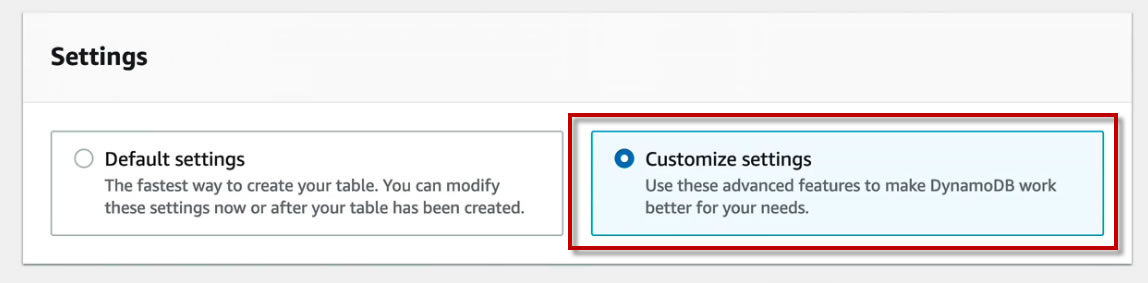 Settings
Default settings
The fastest way to create your table. You can modify
these settings now or after your table has been created.
Customize settings
Use these advanced features to make DynamoDB work
better for your needs.